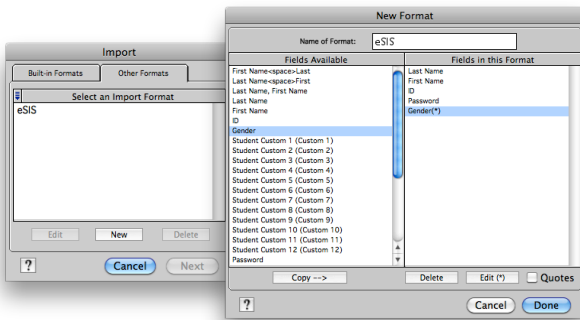 Import
Built-in Formats
Other Formats
Select an Import Format
eSIS
Edit
New
Delete
?
Cancel
Next
New Format
Name of Format:
eSIS
Fields Available
First Name<space>Last
Last Name<space>First
Last Name, First Name
Last Name
First Name
ID
Gender
Student Custom 1 (Custom 1)
Student Custom 2 (Custom 2)
Student Custom 3 (Custom 3)
Student Custom 4 (Custom 4)
Student Custom 5 (Custom 5)
Student Custom 6 (Custom 6)
Student Custom 7 (Custom 7)
Student Custom 8 (Custom 8)
Student Custom 9 (Custom 9)
Student Custom 10 (Custom 10)
Student Custom 11 (Custom 11)
Student Custom 12 (Custom 12)
Password
Fields in this Format
Last Name
First Name
ID
Password
Gender(*)
Copy -->
Delete
Edit (*)
Quotes
?
Cancel
Done